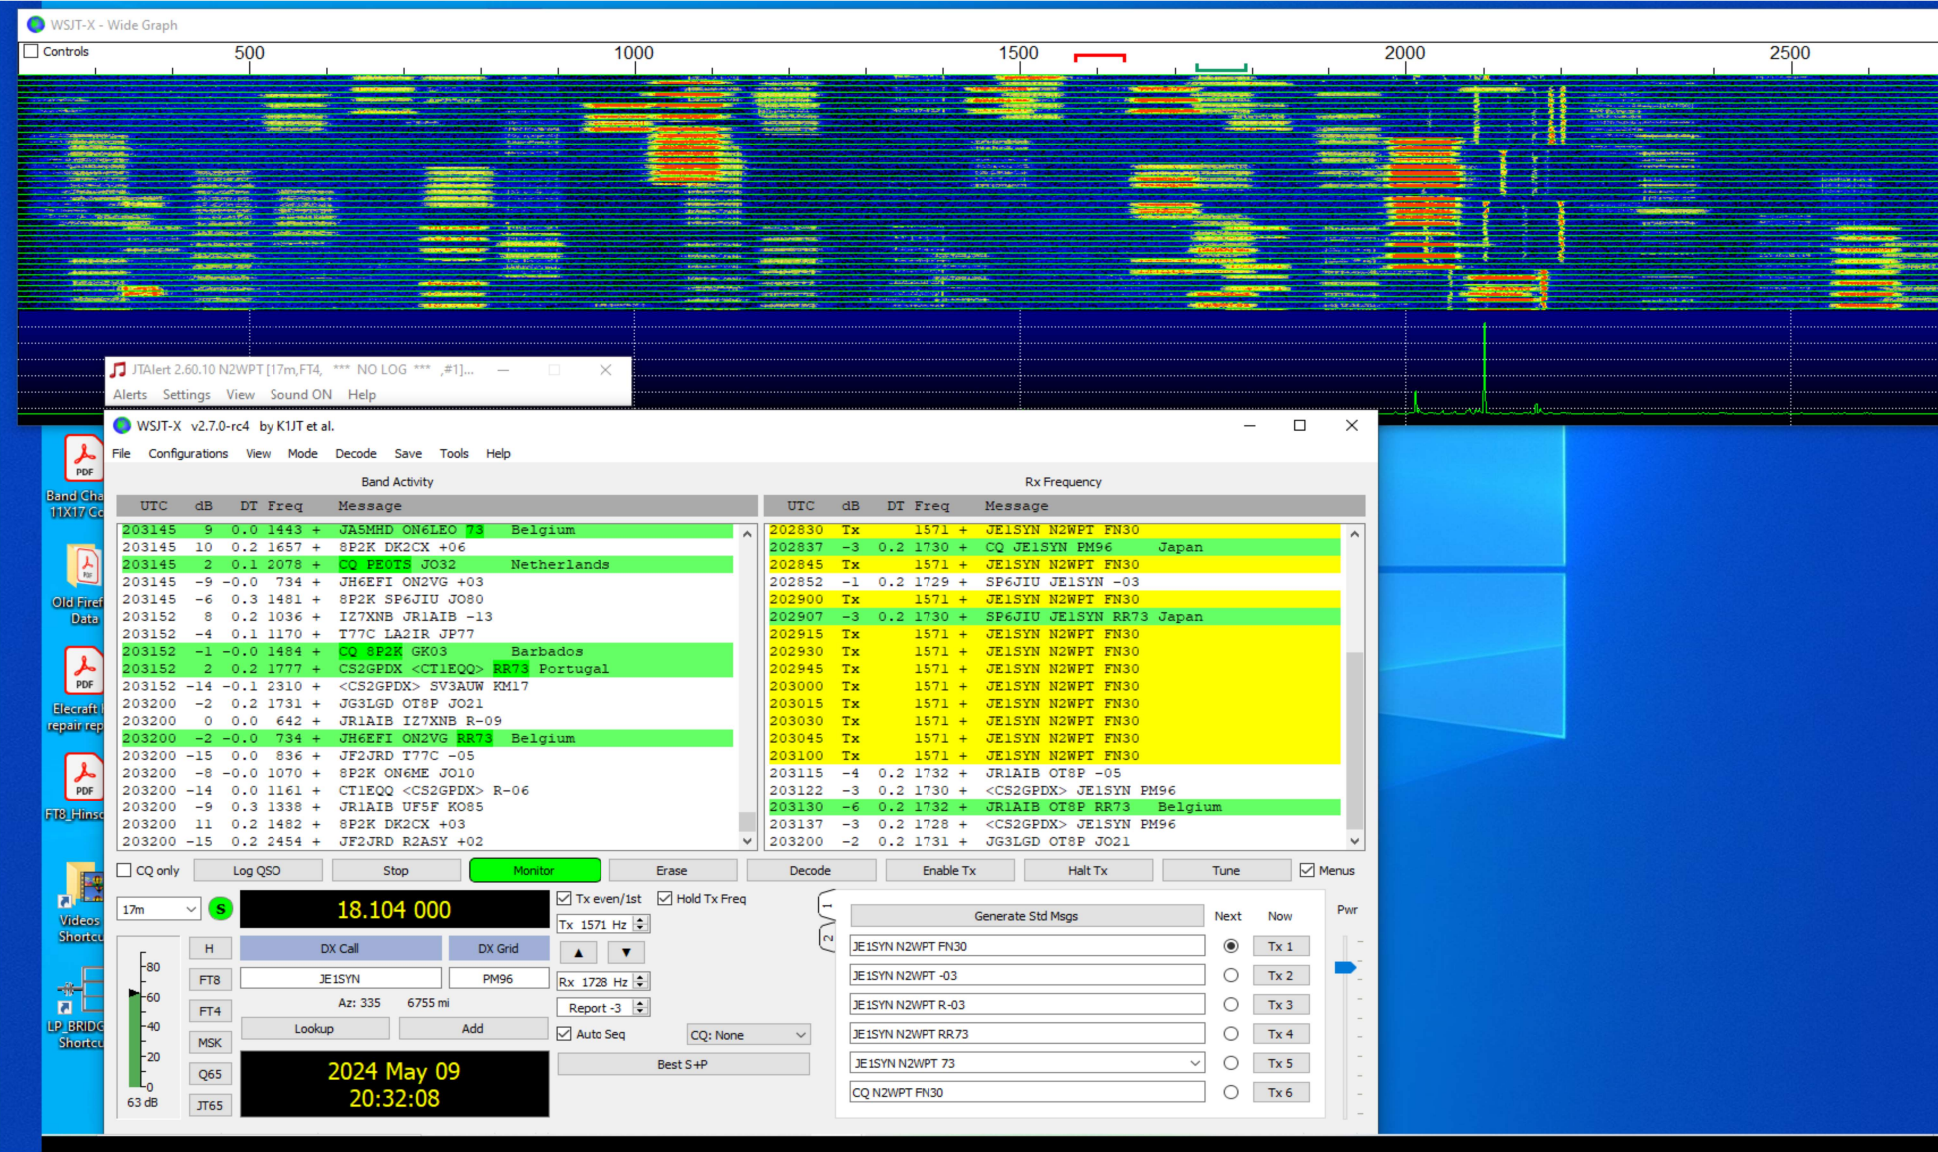 WSJT-X - Wide Graph
Controls 500 1000 1500 2000 2500
JTAlert 2.60.10 N2WPT [17m,FT4, *** NO LOG *** ,#1]...
Alerts Settings View Sound ON Help
WSJT-X v2.7.0-rc4 by K1JT et al.
File Configurations View Mode Decode Save Tools Help
Band Activity
UTC dB DT Freq Message
203145 9 0.0 1443 + JA5MHD ON6LEO 73 Belgium
203145 10 0.2 1657 + 8P2K DK2CX +06
203145 2 0.1 2078 + CQ PE0TS JO32 Netherlands
203145 -9 -0.0 734 + JH6EFI ON2VG +03
203145 -6 0.3 1481 + 8P2K SP6JIU JO80
203152 8 0.2 1036 + IZ7XNB JR1AIB -13
203152 -4 0.1 1170 + T77C LA2IR JP77
203152 -1 -0.0 1484 + CQ 8P2K GK03 Barbados
203152 2 0.2 1777 + CS2GPDX <CT1EQQ> RR73 Portugal
203152 -14 -0.1 2310 + <CS2GPDX> SV3AUW KM17
203200 -2 0.2 1731 + JG3LGD OT8P JO21
203200 0 0.0 642 + JR1AIB IZ7XNB R-09
203200 -2 -0.0 734 + JH6EFI ON2VG RR73 Belgium
203200 -15 0.0 836 + JF2JRD T77C -05
203200 -8 -0.0 1070 + 8P2K ON6ME JO10
203200 -14 0.0 1161 + CT1EQQ <CS2GPDX> R-06
203200 -9 0.3 1338 + JR1AIB UF5F KO85
203200 11 0.2 1482 + 8P2K DK2CX +03
203200 -15 0.2 2454 + JF2JRD R2ASY +02
Rx Frequency
UTC dB DT Freq Message
202830 Tx 1571 + JE1SYN N2WPT FN30
202837 -3 0.2 1730 + CQ JE1SYN PM96 Japan
202845 Tx 1571 + JE1SYN N2WPT FN30
202852 -1 0.2 1729 + SP6JIU JE1SYN -03
202900 Tx 1571 + JE1SYN N2WPT FN30
202907 -3 0.2 1730 + SP6JIU JE1SYN RR73 Japan
202915 Tx 1571 + JE1SYN N2WPT FN30
202930 Tx 1571 + JE1SYN N2WPT FN30
202945 Tx 1571 + JE1SYN N2WPT FN30
203000 Tx 1571 + JE1SYN N2WPT FN30
203015 Tx 1571 + JE1SYN N2WPT FN30
203030 Tx 1571 + JE1SYN N2WPT FN30
203045 Tx 1571 + JE1SYN N2WPT FN30
203100 Tx 1571 + JE1SYN N2WPT FN30
203115 -4 0.2 1732 + JR1AIB OT8P -05
203122 -3 0.2 1730 + <CS2GPDX> JE1SYN PM96
203130 -6 0.2 1732 + JR1AIB OT8P RR73 Belgium
203137 -3 0.2 1728 + <CS2GPDX> JE1SYN PM96
203200 -2 0.2 1731 + JG3LGD OT8P JO21
CQ only Log QSO Stop Monitor Erase Decode Enable Tx Halt Tx Tune Menus
17m S 18.104 000 Tx even/1st Hold Tx Freq
Tx 1571 Hz
H DX Call DX Grid
FT8 JE1SYN PM96 Rx 1728 Hz
Az: 335 6755 mi
FT4 Report -3
Lookup Add Auto Seq CQ: None
MSK
Q65 2024 May 09 Best S+P
JT65 20:32:08
-80
-60
-40
-20
-0
63 dB
1
2
Generate Std Msgs Next Now Pwr
JE1SYN N2WPT FN30 Tx 1
JE1SYN N2WPT -03 Tx 2
JE1SYN N2WPT R-03 Tx 3
JE1SYN N2WPT RR73 Tx 4
JE1SYN N2WPT 73 Tx 5
CQ N2WPT FN30 Tx 6
PDF
Band Cha
11X17 Co
PDF
Old Firef
Data
PDF
Elecraft
repair rep
PDF
FT8_Hinso
Videos
Shortcu
LP_BRIDG
Shortcu